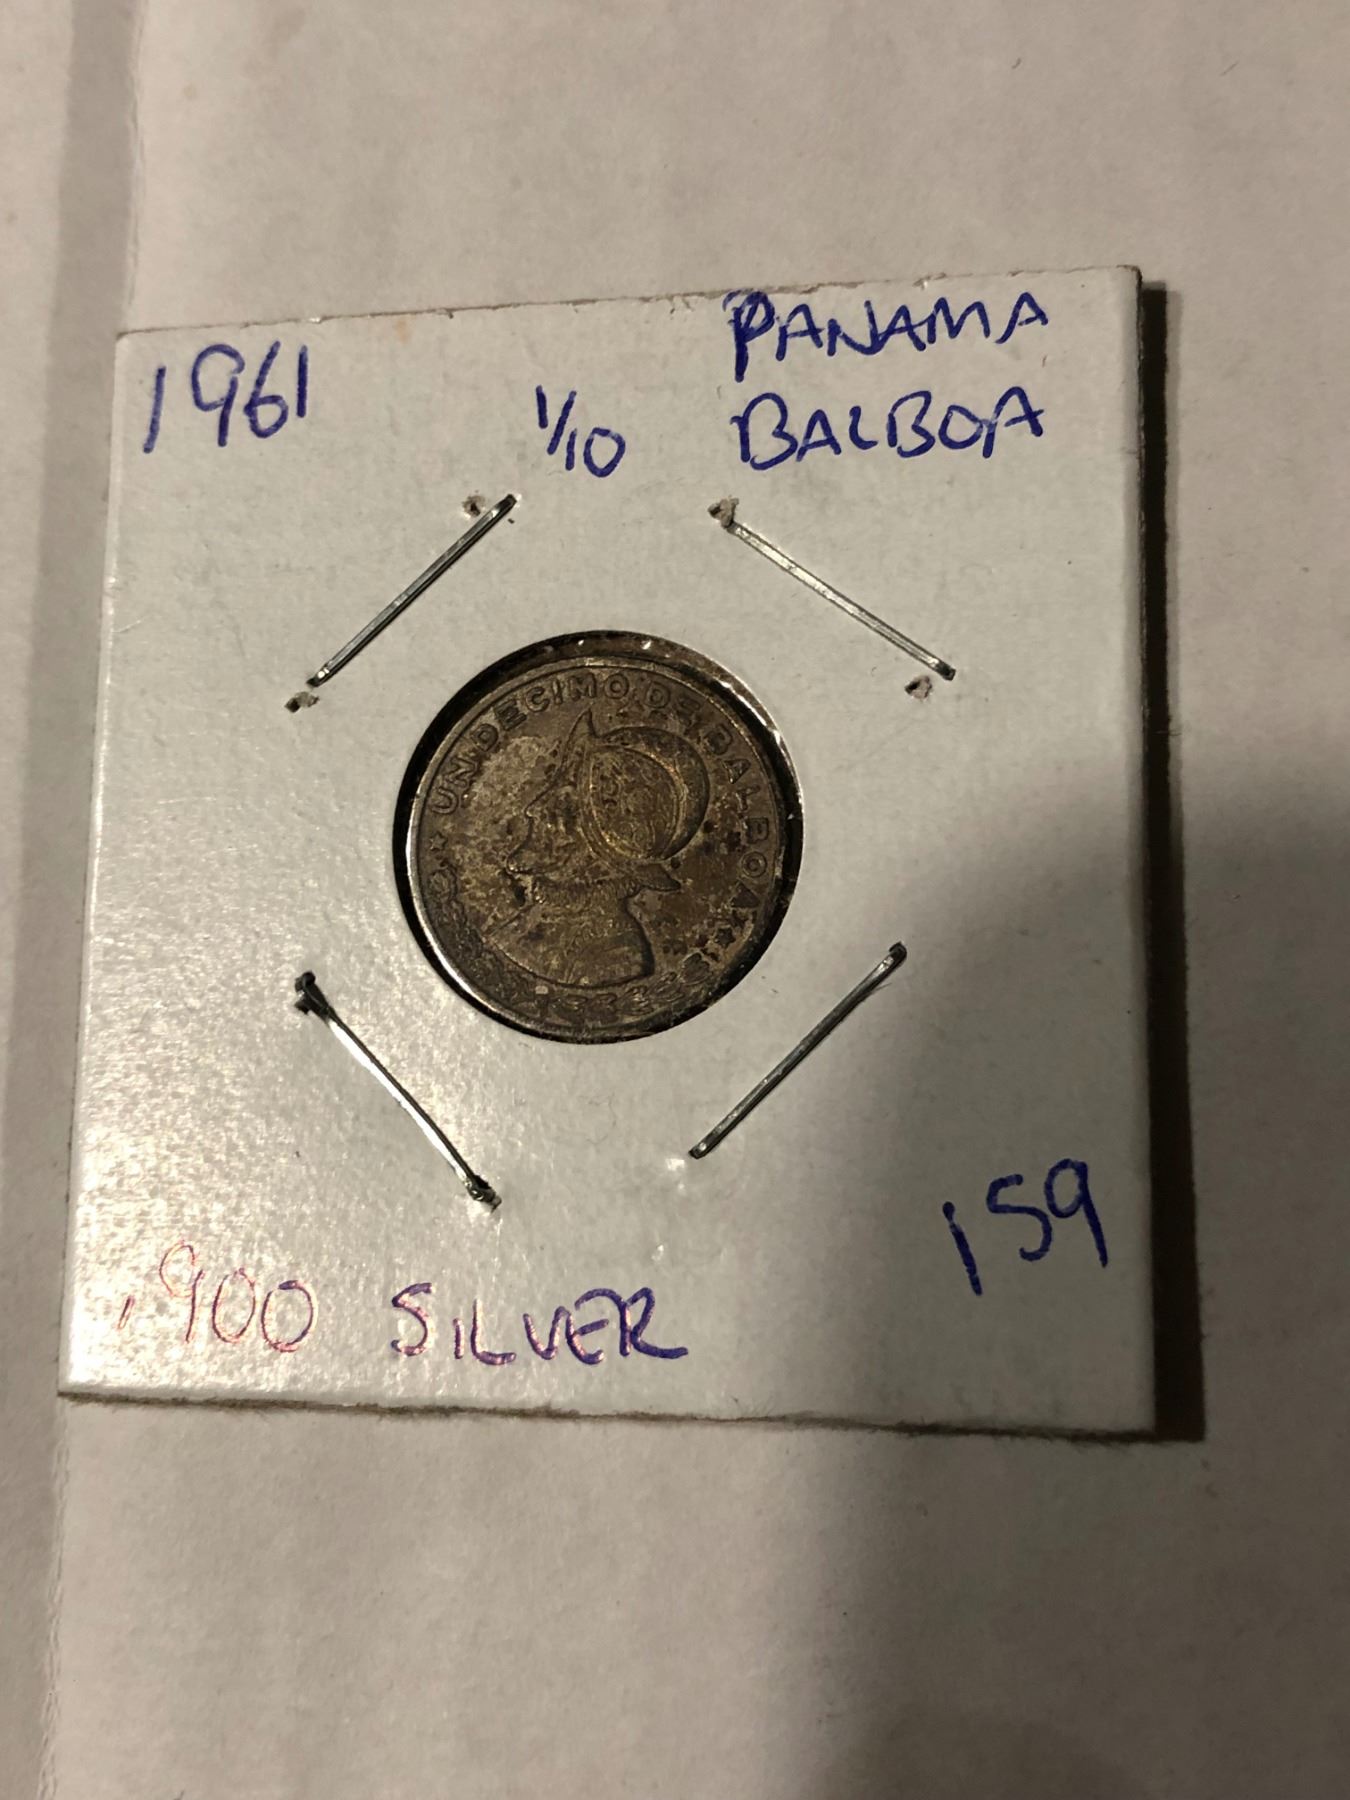 1961 1/10 PANAMA
BALBOA
UN DECIMO DE BALBOA
.900 SILVER
159